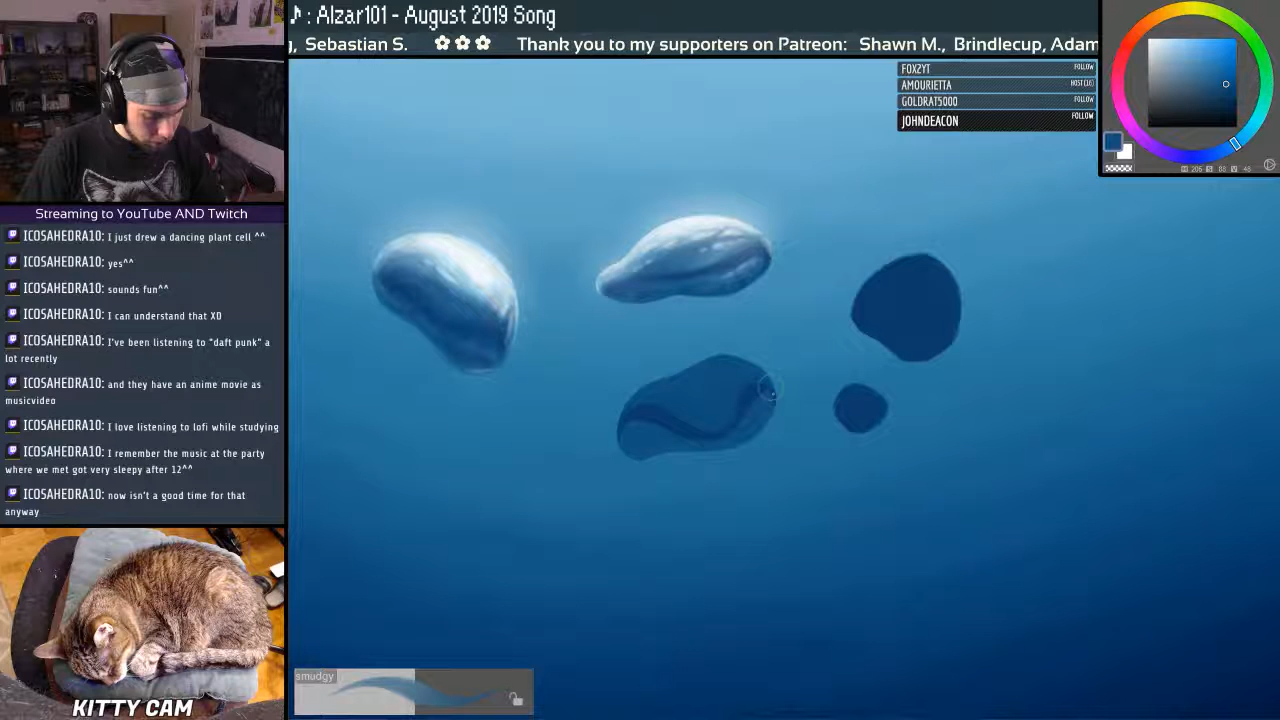 ♪ : Alzar101 - August 2019 Song
, Sebastian S. ✿ ✿ ✿ Thank you to my supporters on Patreon: Shawn M., Brindlecup, Adam
FOXZYT FOLLOW
AMOURIETTA HOST (16)
GOLDRAT5000 FOLLOW
JOHNDEACON FOLLOW
Streaming to YouTube AND Twitch
ICOSAHEDRA10: I just drew a dancing plant cell ^^
ICOSAHEDRA10: yes^^
ICOSAHEDRA10: sounds fun^^
ICOSAHEDRA10: I can understand that XD
ICOSAHEDRA10: I've been listening to "daft punk" a
lot recently
ICOSAHEDRA10: and they have an anime movie as
musicvideo
ICOSAHEDRA10: I love listening to lofi while studying
ICOSAHEDRA10: I remember the music at the party
where we met got very sleepy after 12^^
ICOSAHEDRA10: now isn't a good time for that
anyway
smudgy
KITTY CAM